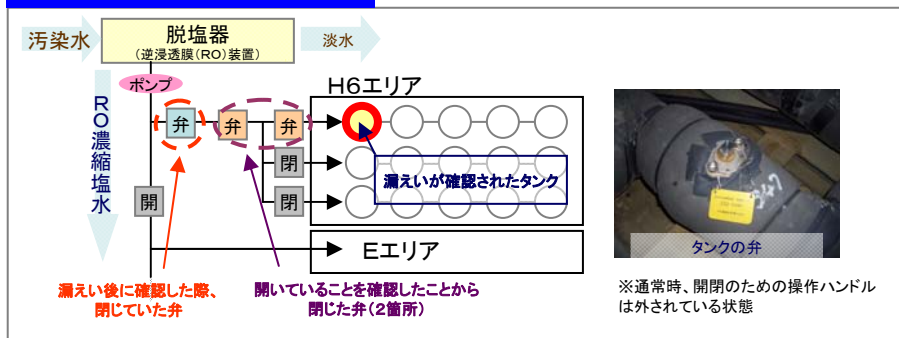 汚染水
脱塩器
(逆浸透膜(RO)装置)
淡水
ポンプ
RO濃縮塩水
H6エリア
弁
弁
弁
閉
閉
開
漏えいが確認されたタンク
Eエリア
漏えい後に確認した際、
閉じていた弁
開いていることを確認したことから
閉じた弁(2箇所)
タンクの弁
※通常時、開閉のための操作ハンドル
は外されている状態